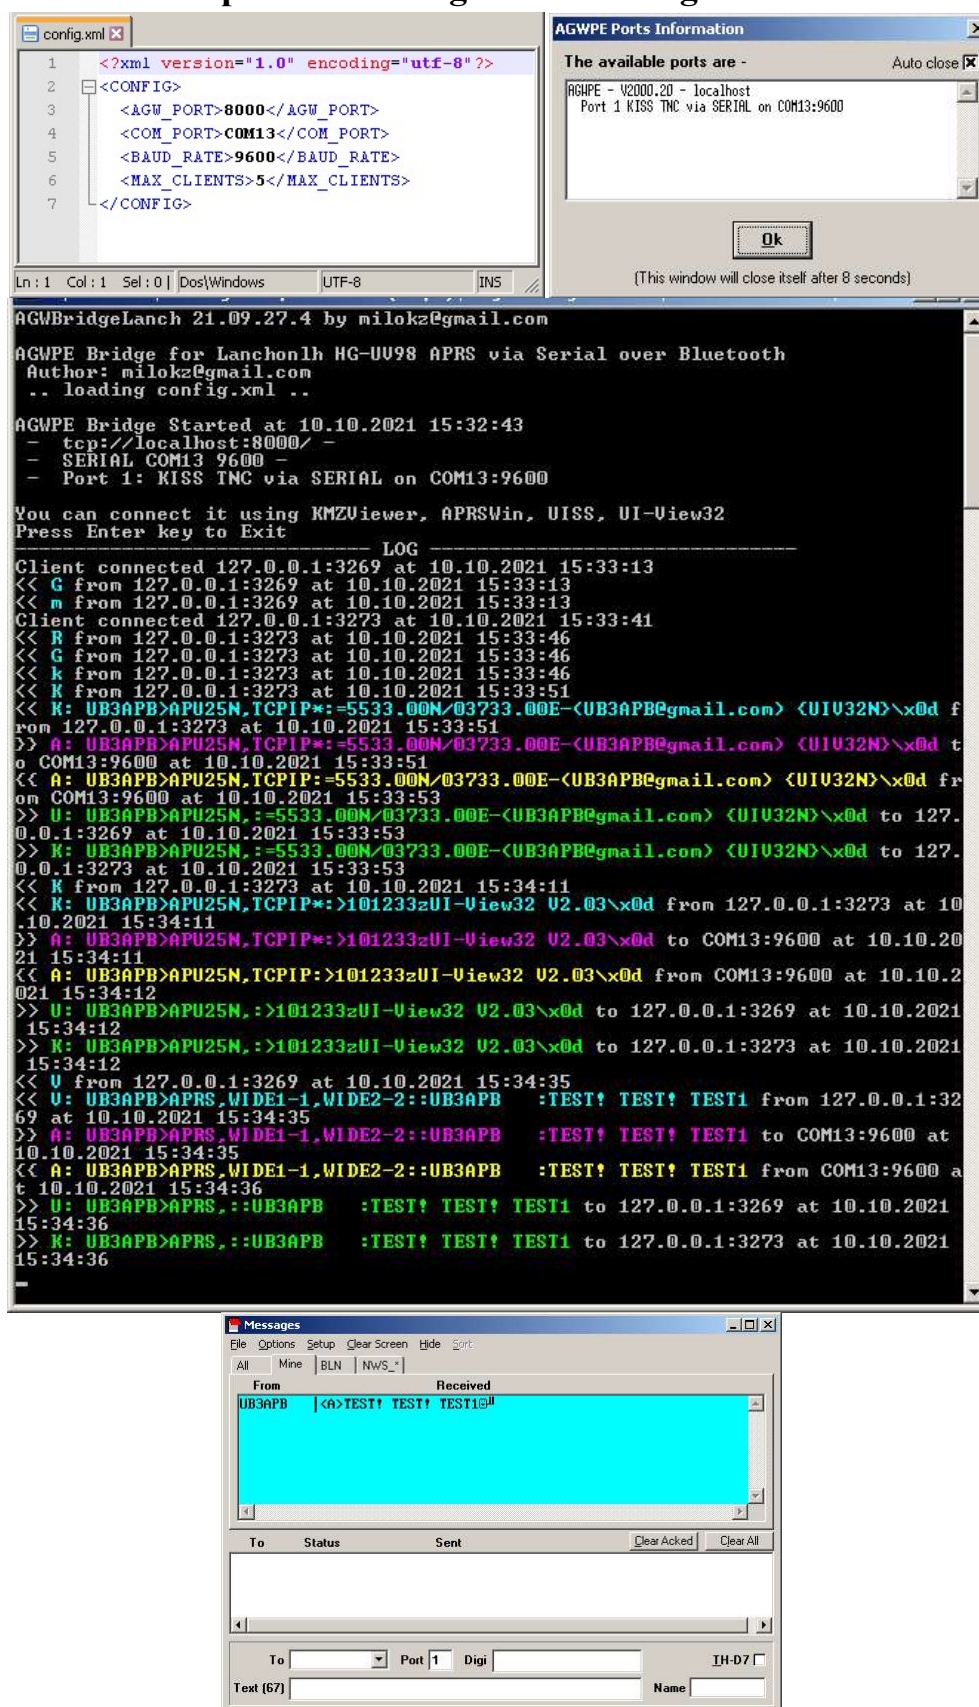 config.xml
1 <?xml version="1.0" encoding="utf-8"?>
2 <CONFIG>
3 <AGW_PORT>8000</AGW_PORT>
4 <COM_PORT>COM13</COM_PORT>
5 <BAUD_RATE>9600</BAUD_RATE>
6 <MAX_CLIENTS>5</MAX_CLIENTS>
7 </CONFIG>
Ln : 1 Col : 1 Sel : 0 | Dos\Windows UTF-8 INS
AGWPE Ports Information
The available ports are - Auto close
AGWPE - V2000.20 - localhost
Port 1 KISS TNC via SERIAL on COM13:9600
Ok
(This window will close itself after 8 seconds)
AGWBridgeLanch 21.09.27.4 by milokz@gmail.com
AGWPE Bridge for Lanchonlh HG-UV98 APRS via Serial over Bluetooth
Author: milokz@gmail.com
.. loading config.xml ..
AGWPE Bridge Started at 10.10.2021 15:32:43
- tcp://localhost:8000/ -
- SERIAL COM13 9600 -
- Port 1: KISS TNC via SERIAL on COM13:9600
You can connect it using KMZViewer, APRSWin, UISS, UI-View32
Press Enter key to Exit
------------------------------ LOG -------------------------------
Client connected 127.0.0.1:3269 at 10.10.2021 15:33:13
<< G from 127.0.0.1:3269 at 10.10.2021 15:33:13
<< m from 127.0.0.1:3269 at 10.10.2021 15:33:13
Client connected 127.0.0.1:3273 at 10.10.2021 15:33:41
<< R from 127.0.0.1:3273 at 10.10.2021 15:33:46
<< G from 127.0.0.1:3273 at 10.10.2021 15:33:46
<< k from 127.0.0.1:3273 at 10.10.2021 15:33:46
<< K from 127.0.0.1:3273 at 10.10.2021 15:33:51
<< K: UB3APB>APU25N,TCPIP*:=5533.00N/03733.00E-(UB3APB@gmail.com) {UIV32N}\x0d f
rom 127.0.0.1:3273 at 10.10.2021 15:33:51
>> A: UB3APB>APU25N,TCPIP*:=5533.00N/03733.00E-(UB3APB@gmail.com) {UIV32N}\x0d t
o COM13:9600 at 10.10.2021 15:33:51
<< A: UB3APB>APU25N,TCPIP:=5533.00N/03733.00E-(UB3APB@gmail.com) {UIV32N}\x0d fr
om COM13:9600 at 10.10.2021 15:33:53
>> U: UB3APB>APU25N,:=5533.00N/03733.00E-(UB3APB@gmail.com) {UIV32N}\x0d to 127.
0.0.1:3269 at 10.10.2021 15:33:53
>> K: UB3APB>APU25N,:=5533.00N/03733.00E-(UB3APB@gmail.com) {UIV32N}\x0d to 127.
0.0.1:3273 at 10.10.2021 15:33:53
<< K from 127.0.0.1:3273 at 10.10.2021 15:34:11
<< K: UB3APB>APU25N,TCPIP*:>101233zUI-View32 V2.03\x0d from 127.0.0.1:3273 at 10
.10.2021 15:34:11
>> A: UB3APB>APU25N,TCPIP*:>101233zUI-View32 V2.03\x0d to COM13:9600 at 10.10.20
21 15:34:11
<< A: UB3APB>APU25N,TCPIP:>101233zUI-View32 V2.03\x0d from COM13:9600 at 10.10.2
021 15:34:12
>> U: UB3APB>APU25N,:>101233zUI-View32 V2.03\x0d to 127.0.0.1:3269 at 10.10.2021
15:34:12
>> K: UB3APB>APU25N,:>101233zUI-View32 V2.03\x0d to 127.0.0.1:3273 at 10.10.2021
15:34:12
<< V from 127.0.0.1:3269 at 10.10.2021 15:34:35
<< V: UB3APB>APRS,WIDE1-1,WIDE2-2::UB3APB   :TEST! TEST! TEST1 from 127.0.0.1:32
69 at 10.10.2021 15:34:35
>> A: UB3APB>APRS,WIDE1-1,WIDE2-2::UB3APB   :TEST! TEST! TEST1 to COM13:9600 at
10.10.2021 15:34:35
<< A: UB3APB>APRS,WIDE1-1,WIDE2-2::UB3APB   :TEST! TEST! TEST1 from COM13:9600 a
t 10.10.2021 15:34:36
>> U: UB3APB>APRS,::UB3APB   :TEST! TEST! TEST1 to 127.0.0.1:3269 at 10.10.2021
15:34:36
>> K: UB3APB>APRS,::UB3APB   :TEST! TEST! TEST1 to 127.0.0.1:3273 at 10.10.2021
15:34:36
Messages
File Options Setup Clear Screen Hide Sort
All Mine BLN NWS_*
From Received
UB3APB |<A>TEST! TEST! TEST1
To Status Sent Clear Acked Clear All
To Port 1 Digi TH-D7
Text (67) Name